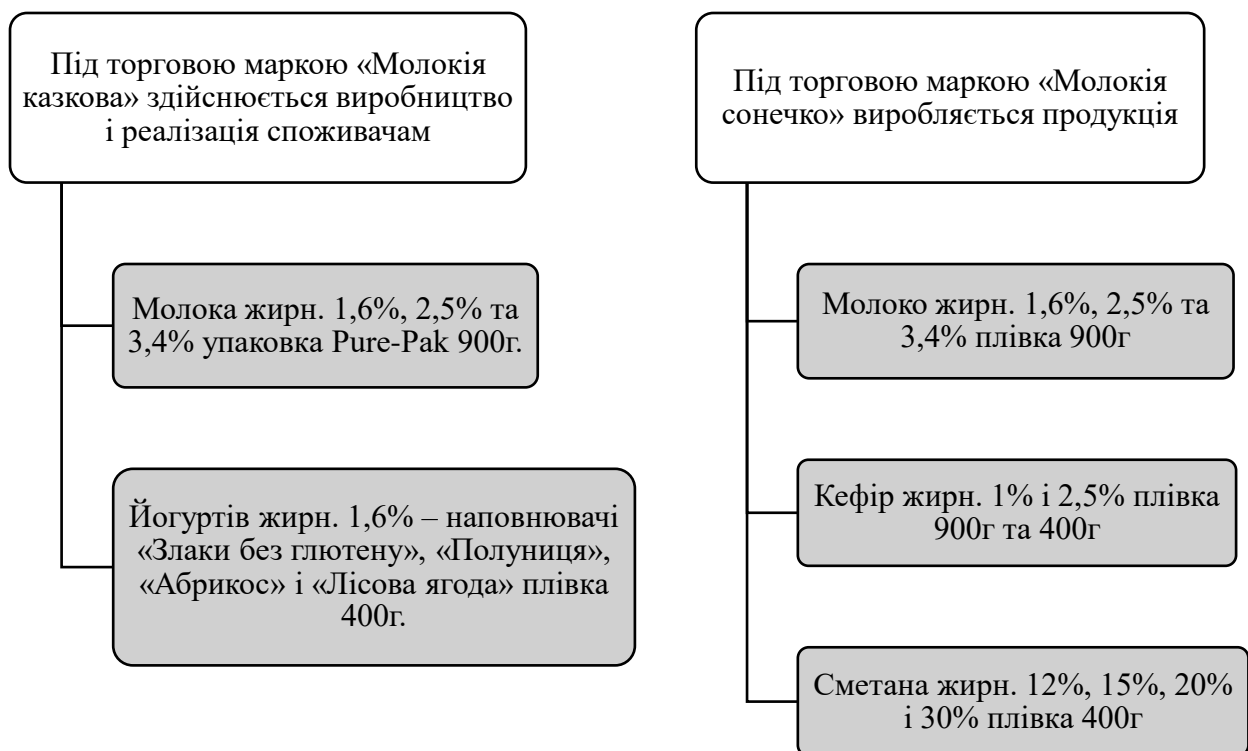 Під торговою маркою «Молокія
казкова» здійснюється виробництво
і реалізація споживачам
Молока жирн. 1,6%, 2,5% та
3,4% упаковка Pure-Pak 900г.
Йогуртів жирн. 1,6% – наповнювачі
«Злаки без глютену», «Полуниця»,
«Абрикос» і «Лісова ягода» плівка
400г.
Під торговою маркою «Молокія
сонечко» виробляється продукція
Молоко жирн. 1,6%, 2,5% та
3,4% плівка 900г
Кефір жирн. 1% і 2,5% плівка
900г та 400г
Сметана жирн. 12%, 15%, 20%
і 30% плівка 400г